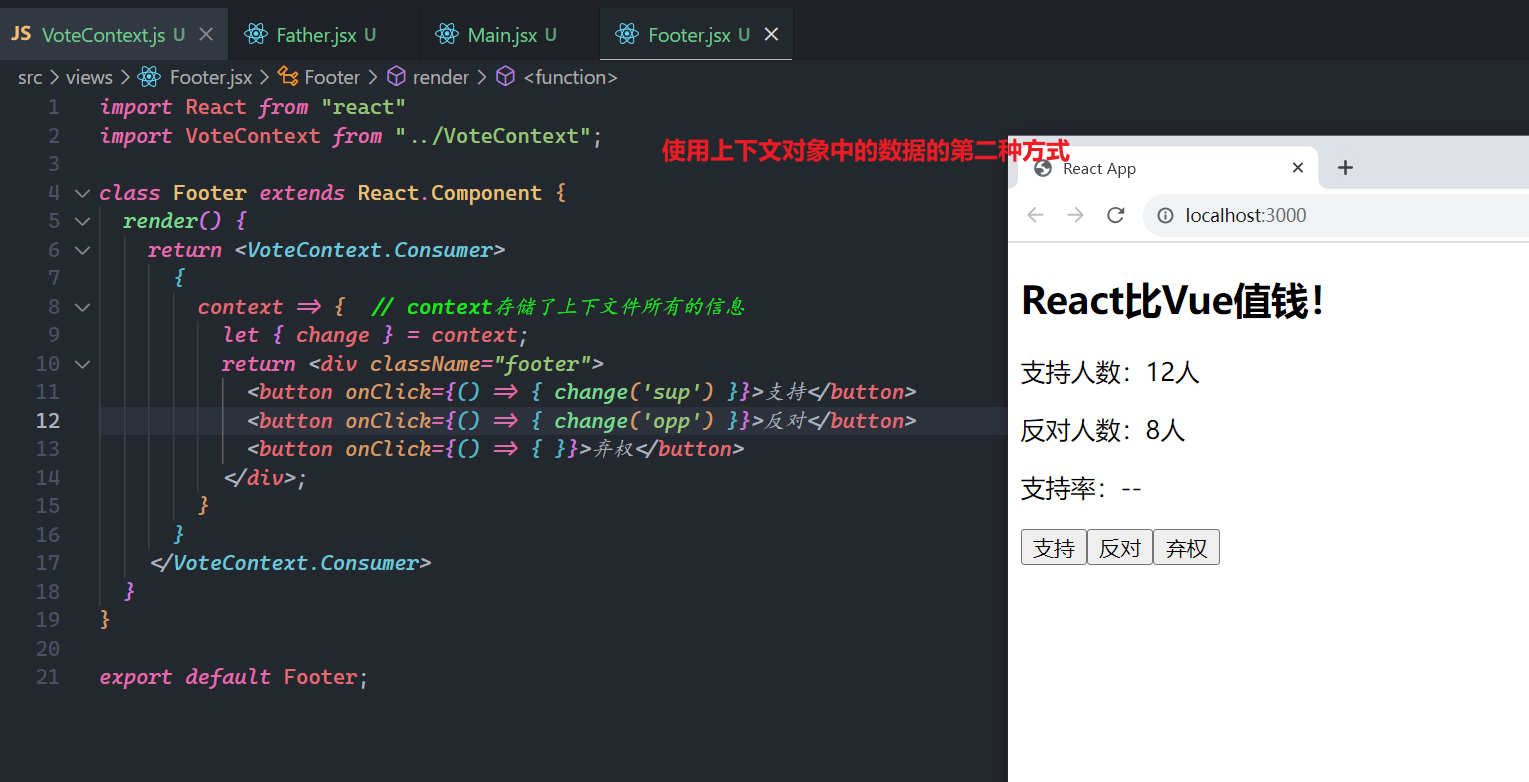 JS VoteContext.js U
Father.jsx U
Main.jsx U
Footer.jsx U
src > views > Footer.jsx > Footer > render > <function>
1 import React from "react"
2 import VoteContext from "../VoteContext";
3
4 class Footer extends React.Component {
5 render() {
6 return <VoteContext.Consumer>
7 {
8 context => { // context存储了上下文件所有的信息
9 let { change } = context;
10 return <div className="footer">
11 <button onClick={() => { change('sup') }}>支持</button>
12 <button onClick={() => { change('opp') }}>反对</button>
13 <button onClick={() => { }}>弃权</button>
14 </div>;
15 }
16 }
17 </VoteContext.Consumer>
18 }
19 }
20
21 export default Footer;
使用上下文对象中的数据的第二种方式
React App
localhost:3000
React比Vue值钱！
支持人数：12人
反对人数：8人
支持率：--
支持 反对 弃权